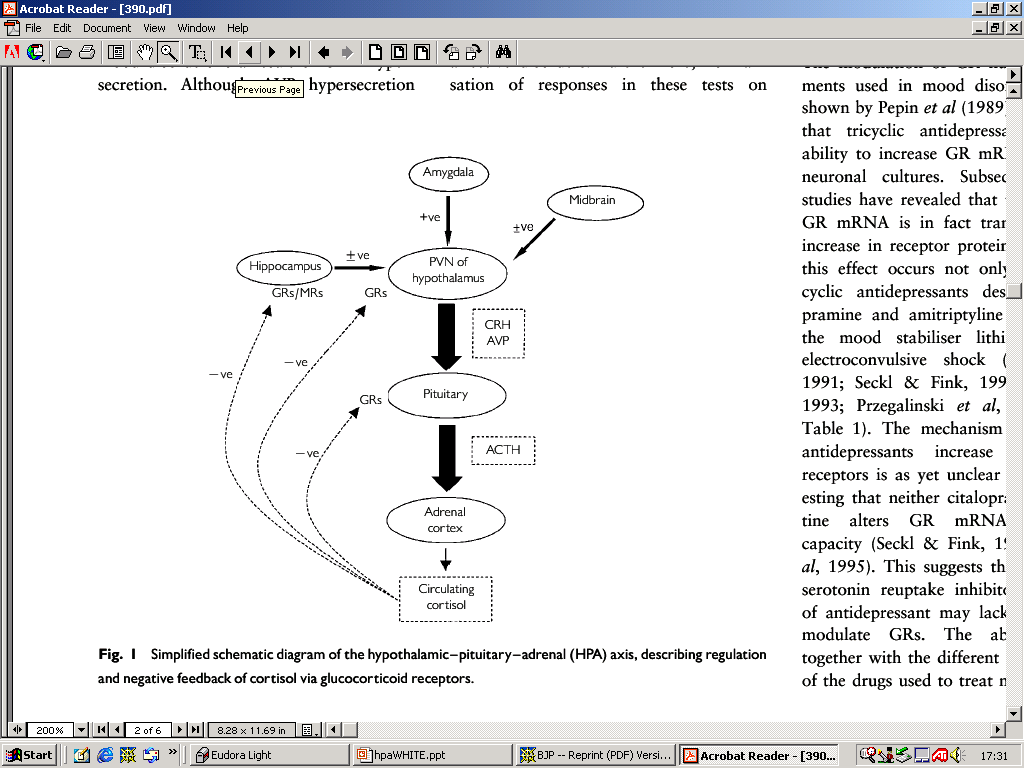 Acrobat Reader - [390.pdf]
File Edit Document View Window Help
secretion. Althoug
hypersecretion sation of responses in these tests on
Previous Page
Amygdala
+ve
Midbrain
±ve
Hippocampus
±ve
PVN of
hypothalamus
GRs/MRs
GRs
CRH
AVP
–ve
–ve
GRs
Pituitary
–ve
ACTH
Adrenal
cortex
Circulating
cortisol
Fig. 1 Simplified schematic diagram of the hypothalamic–pituitary–adrenal (HPA) axis, describing regulation
and negative feedback of cortisol via glucocorticoid receptors.
ments used in mood disor
shown by Pepin et al (1989
that tricyclic antidepressa
ability to increase GR mR
neuronal cultures. Subsec
studies have revealed that
GR mRNA is in fact tran
increase in receptor protein
this effect occurs not only
cyclic antidepressants des
pramine and amitriptyline
the mood stabiliser lithi
electroconvulsive shock (
1991; Seckl & Fink, 199
1993; Przegalinski et al,
Table 1). The mechanism
antidepressants increase
receptors is as yet unclear
esting that neither citalopra
tine alters GR mRNA
capacity (Seckl & Fink, 19
al, 1995). This suggests th
serotonin reuptake inhibito
of antidepressant may lack
modulate GRs. The ab
together with the different
of the drugs used to treat m
200% 2 of 6 8.28 x 11.69 in
Start Eudora Light hpaWHITE.ppt BJP -- Reprint (PDF) Versi... Acrobat Reader - [390... 17:31